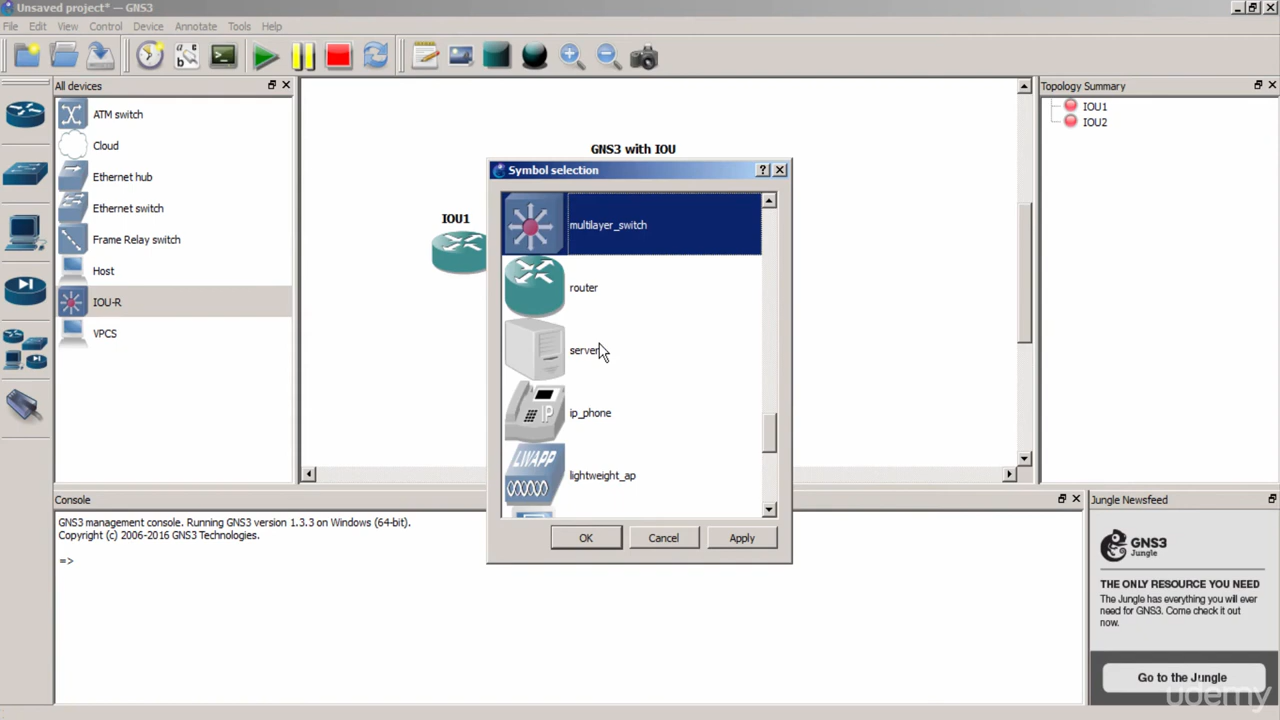 Unsaved project* — GNS3
File Edit View Control Device Annotate Tools Help
All devices
ATM switch
Cloud
Ethernet hub
Ethernet switch
Frame Relay switch
Host
IOU-R
VPCS
GNS3 with IOU
IOU1
Symbol selection
multilayer_switch
router
server
IP
ip_phone
LWAPP
lightweight_ap
OK Cancel Apply
Topology Summary
IOU1
IOU2
Console
GNS3 management console. Running GNS3 version 1.3.3 on Windows (64-bit).
Copyright (c) 2006-2016 GNS3 Technologies.
=>
Jungle Newsfeed
GNS3
Jungle
THE ONLY RESOURCE YOU NEED
The Jungle has everything you will ever
need for GNS3. Come check it out
now.
Go to the Jungle
udemy